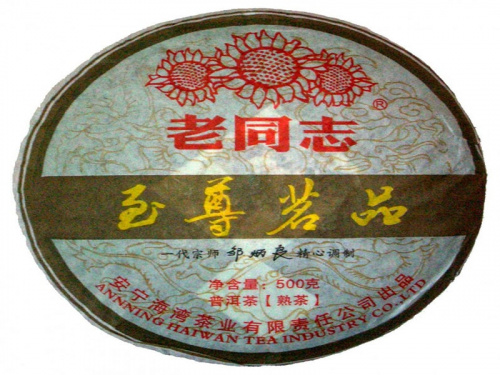 ®
老同志
至尊茗品
一代宗师 邹炳良 精心调制
净含量：500克
普洱茶【熟茶】
安宁海湾茶业有限责任公司出品
ANNNING HAIWAN TEA INDUSTRY CO.,LTD